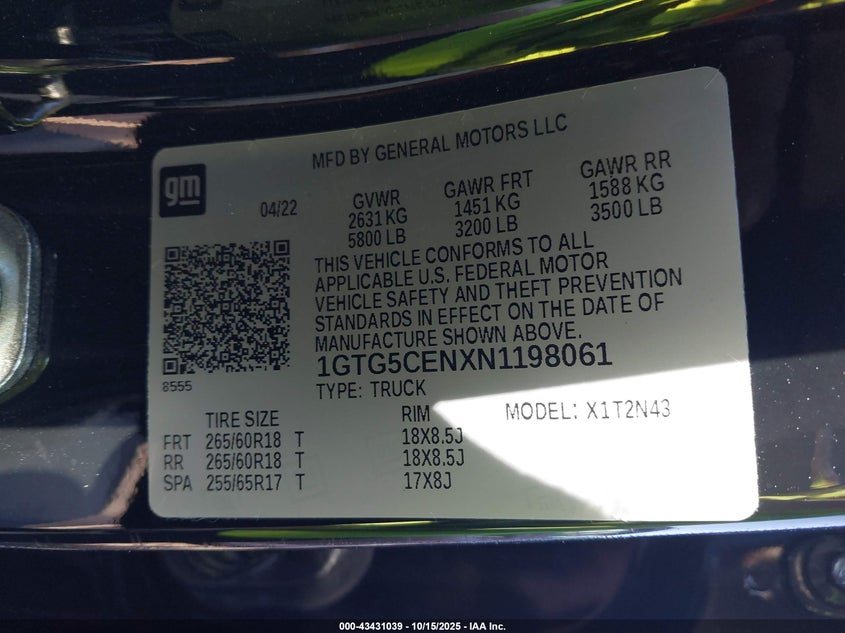 MFD BY GENERAL MOTORS LLC
gm
04/22
GVWR
2631 KG
5800 LB
GAWR FRT
1451 KG
3200 LB
GAWR RR
1588 KG
3500 LB
THIS VEHICLE CONFORMS TO ALL
APPLICABLE U.S. FEDERAL MOTOR
VEHICLE SAFETY AND THEFT PREVENTION
STANDARDS IN EFFECT ON THE DATE OF
MANUFACTURE SHOWN ABOVE.
1GTG5CENXN1198061
8555
TYPE: TRUCK
TIRE SIZE RIM MODEL: X1T2N43
FRT 265/60R18 T 18X8.5J
RR 265/60R18 T 18X8.5J
SPA 255/65R17 T 17X8J
000-43431039 - 10/15/2025 - IAA Inc.